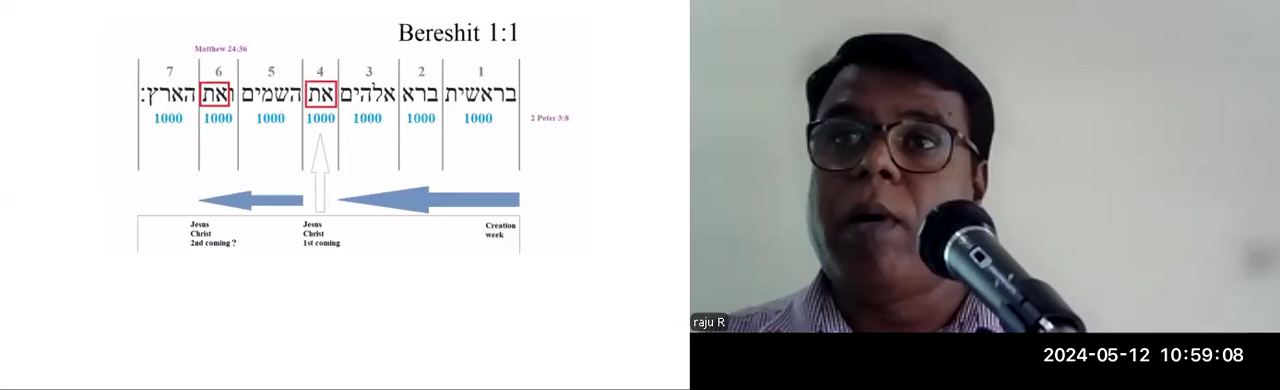 Bereshit 1:1
Matthew 24:36
7 6 5 4 3 2 1
בראשית ברא אלהים את השמים ואת הארץ:
1000 1000 1000 1000 1000 1000 1000
2 Peter 3:8
Jesus
Christ
2nd coming ?
Jesus
Christ
1st coming
Creation
week
raju R
2024-05-12 10:59:08